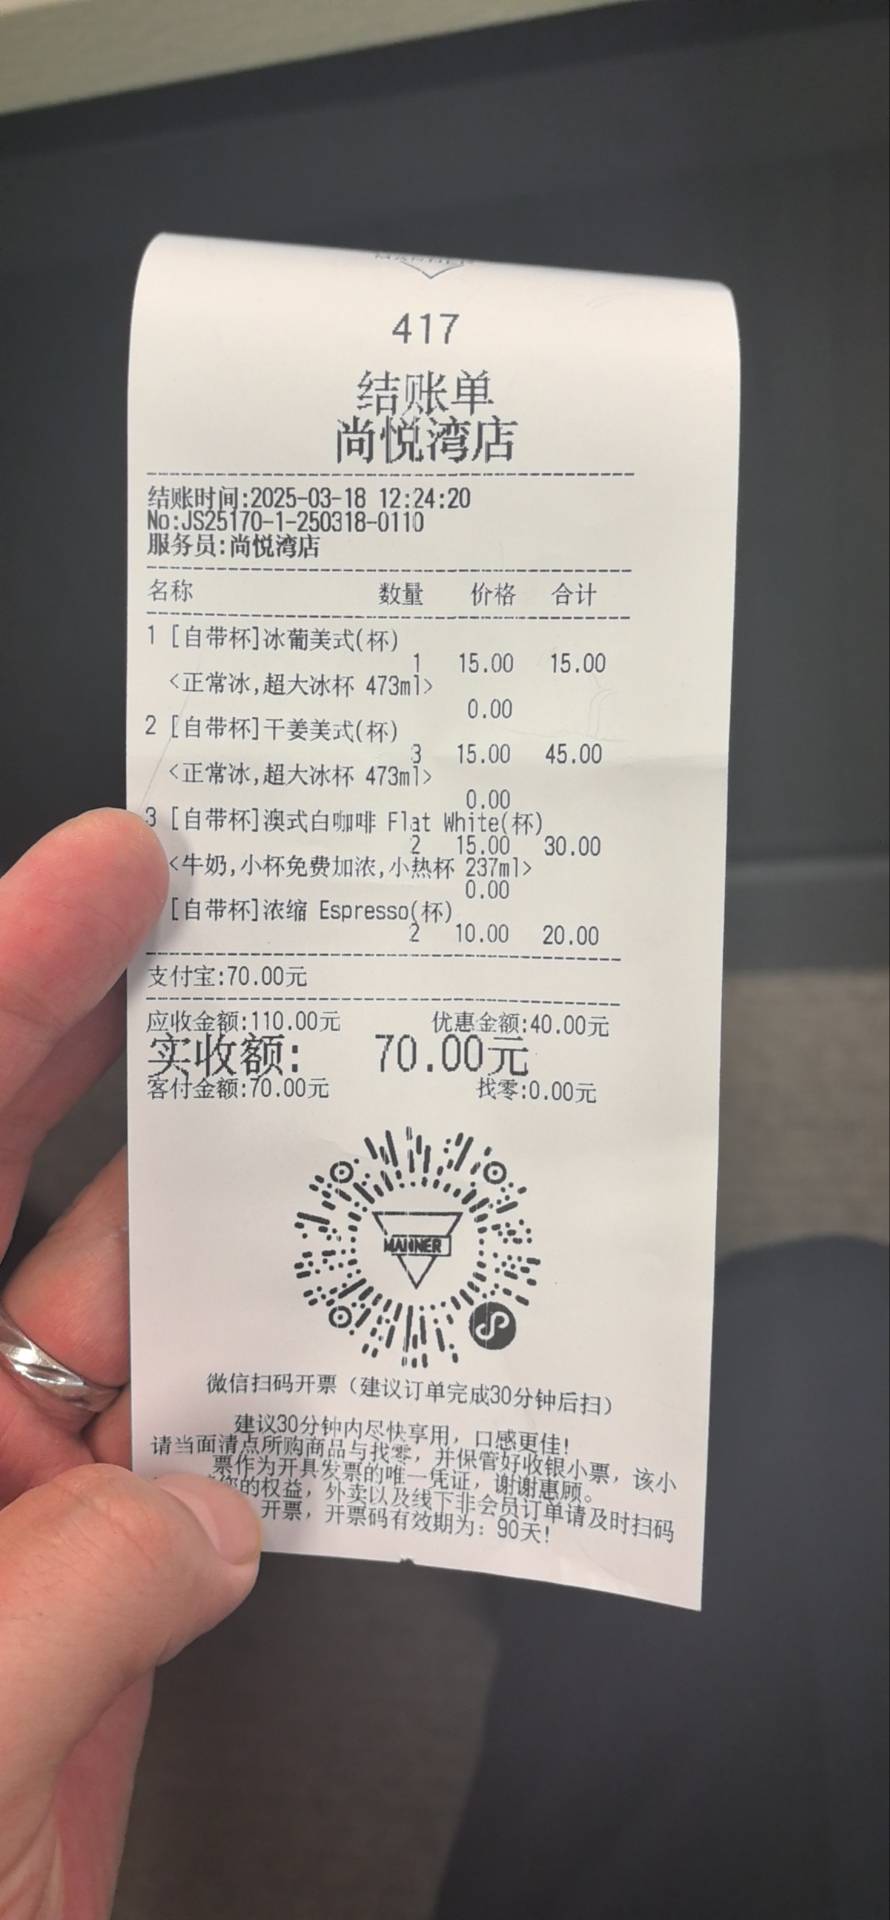 417
结账单
尚悦湾店
结账时间:2025-03-18 12:24:20
No:JS25170-1-250318-0110
服务员:尚悦湾店
名称 数量 价格 合计
1 [自带杯]冰葡美式(杯)
1 15.00 15.00
<正常冰,超大冰杯 473ml>
0.00
2 [自带杯]干姜美式(杯)
3 15.00 45.00
<正常冰,超大冰杯 473ml>
0.00
3 [自带杯]澳式白咖啡 Flat White(杯)
2 15.00 30.00
<牛奶,小杯免费加浓,小热杯 237ml>
0.00
[自带杯]浓缩 Espresso(杯)
2 10.00 20.00
支付宝:70.00元
应收金额:110.00元 优惠金额:40.00元
实收额: 70.00元
客付金额:70.00元 找零:0.00元
MANNER
微信扫码开票(建议订单完成30分钟后扫)
建议30分钟内尽快享用, 口感更佳!
请当面清点所购商品与找零, 并保管好收银小票, 该小
票作为开具发票的唯一凭证, 谢谢惠顾。
您的权益, 外卖以及线下非会员订单请及时扫码
开票, 开票码有效期为: 90天!